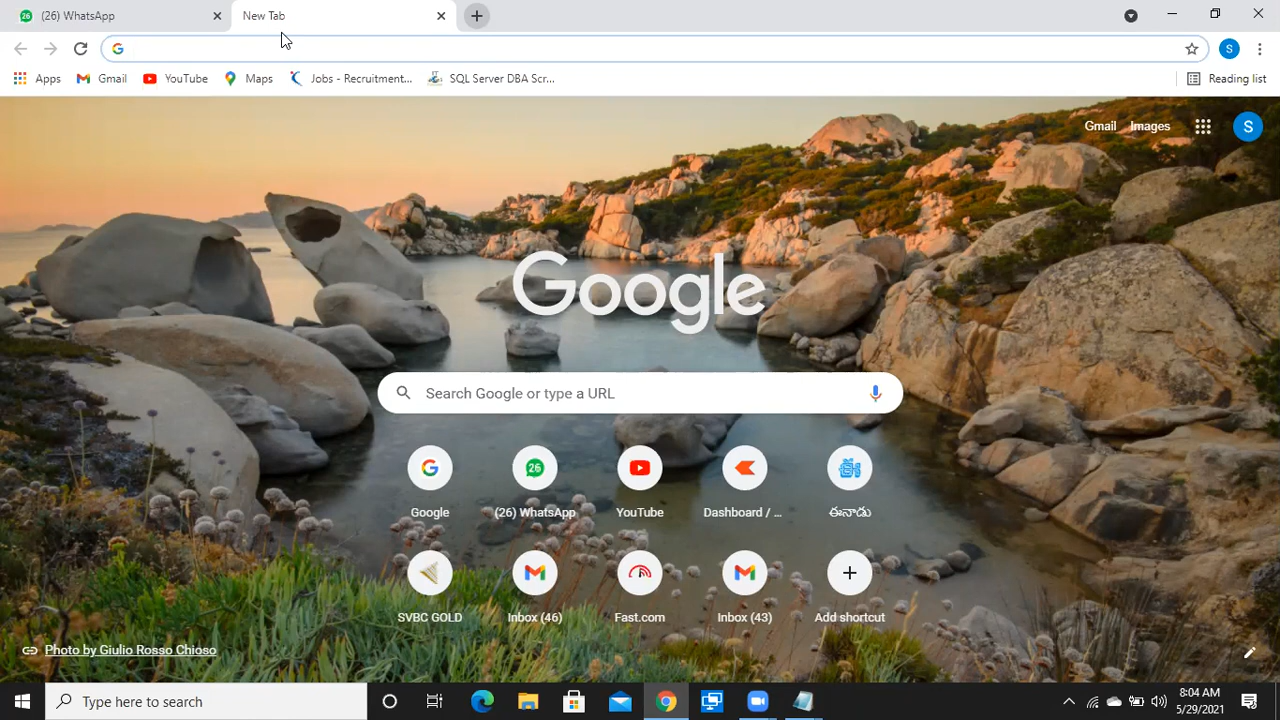 26 (26) WhatsApp
New Tab
S
Apps
Gmail
YouTube
Maps
Jobs - Recruitment...
SQL Server DBA Scr...
Reading list
Gmail
Images
S
Google
Search Google or type a URL
Google
26
(26) WhatsApp
YouTube
Dashboard / ...
ఈనాడు
SVBC GOLD
Inbox (46)
Fast.com
Inbox (43)
Add shortcut
Photo by Giulio Rosso Chioso
Type here to search
8:04 AM
5/29/2021